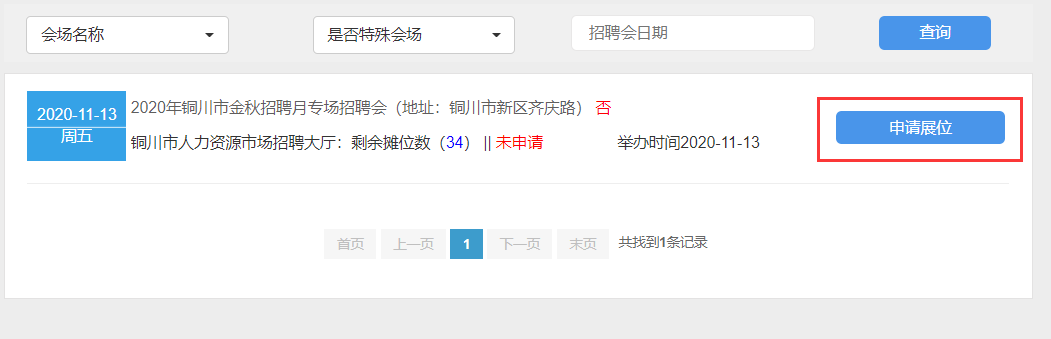 会场名称 是否特殊会场 招聘会日期 查询
2020-11-13 周五
2020年铜川市金秋招聘月专场招聘会（地址：铜川市新区齐庆路） 否
铜川市人力资源市场招聘大厅：剩余摊位数（34） || 未申请 举办时间2020-11-13
申请展位
首页 上一页 1 下一页 末页 共找到1条记录